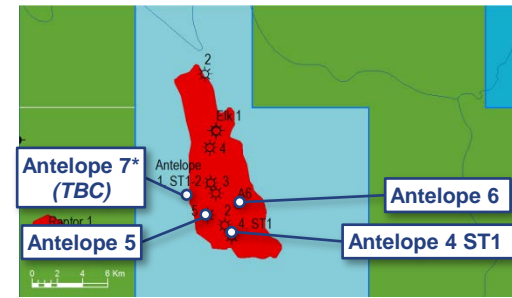 2
Elk 1
4
Antelope 7*
(TBC)
Antelope
1 ST1 2
3
A6
Antelope 6
5
2
Raptor 1
Antelope 5
4 ST1
Antelope 4 ST1
0 2 4 6 Km